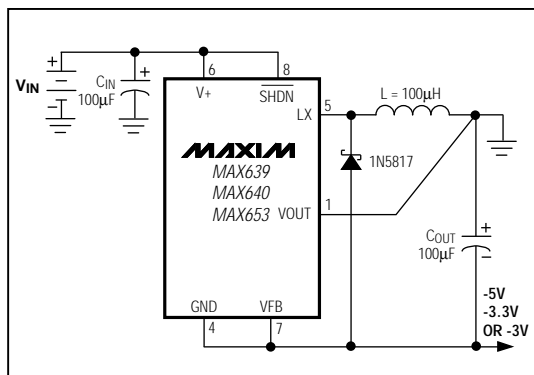 +
6
8
+
VIN
CIN
100μF
−
V+
SHDN
5
L = 100μH
LX
MAXIM
MAX639
MAX640
MAX653
1N5817
VOUT
1
COUT
100μF
+
−
GND
VFB
4
7
-5V
-3.3V
OR -3V